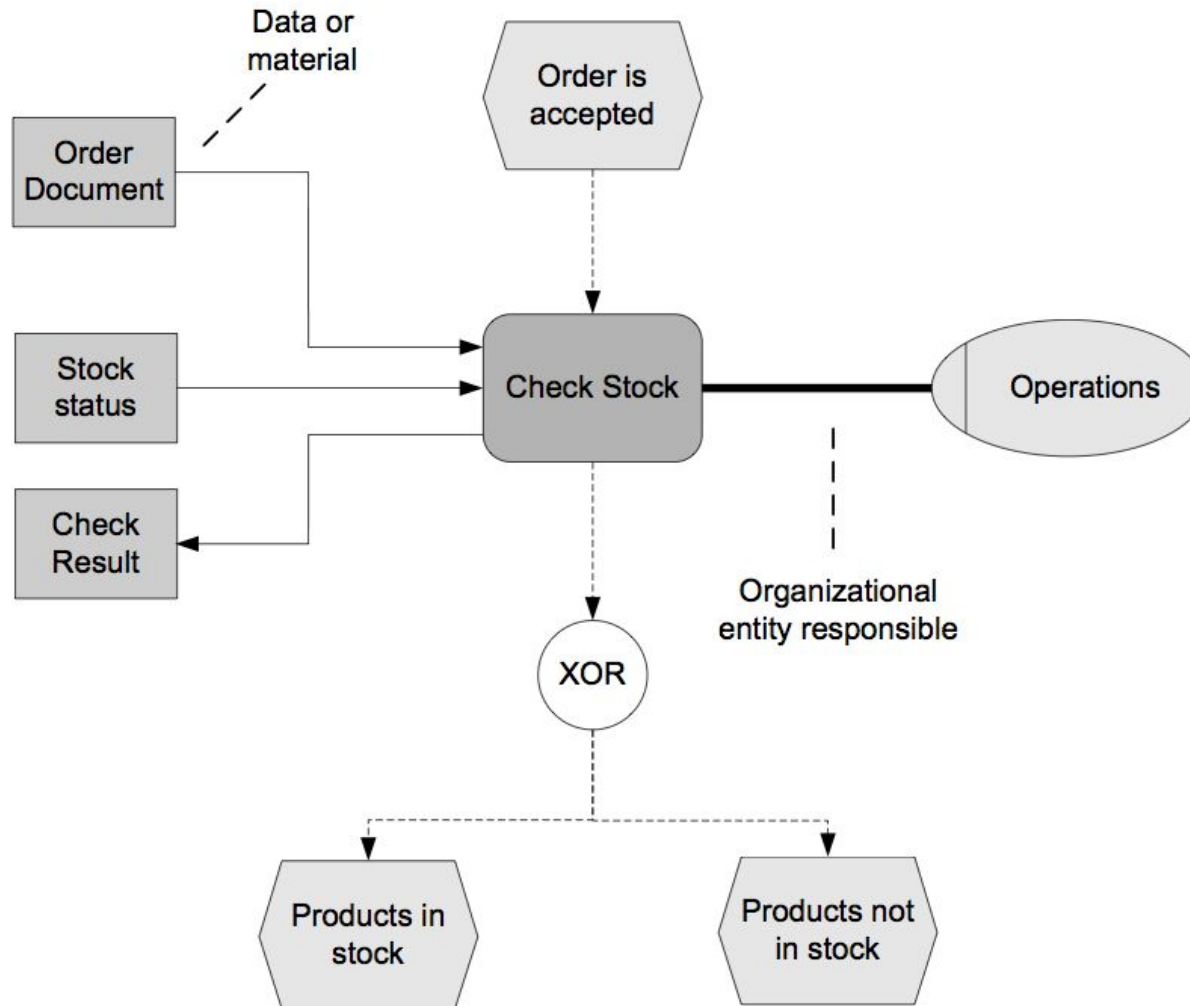 Data or
material
Order is
accepted
Order
Document
Stock
status
Check Stock
Operations
Check
Result
Organizational
entity responsible
XOR
Products in
stock
Products not
in stock